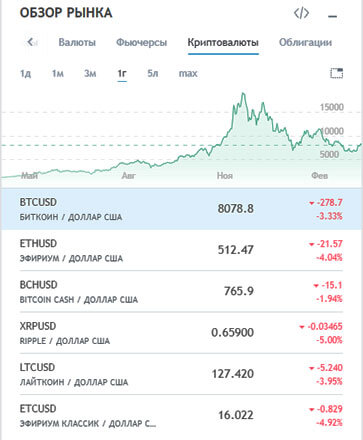 ОБЗОР РЫНКА </> _
< Валюты Фьючерсы Криптовалюты Облигации
1д 1м 3м 1г 5л max
15000
10000
5000
Май Авг Ноя Фев
BTCUSD 8078.8 -278.7
БИТКОИН / ДОЛЛАР США -3.33%
ETHUSD 512.47 -21.57
ЭФИРИУМ / ДОЛЛАР США -4.04%
BCHUSD 765.9 -15.1
BITCOIN CASH / ДОЛЛАР США -1.94%
XRPUSD 0.65900 -0.03465
RIPPLE / ДОЛЛАР США -5.00%
LTCUSD 127.420 -5.240
ЛАЙТКОИН / ДОЛЛАР США -3.95%
ETCUSD 16.022 -0.829
ЭФИРИУМ КЛАССИК / ДОЛЛАР С... -4.92%